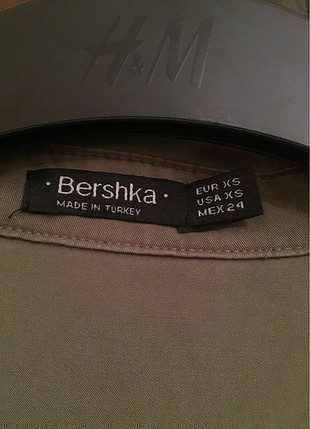 H&M
· Bershka ·
MADE IN TURKEY
EUR XS
USA XS
MEX 24